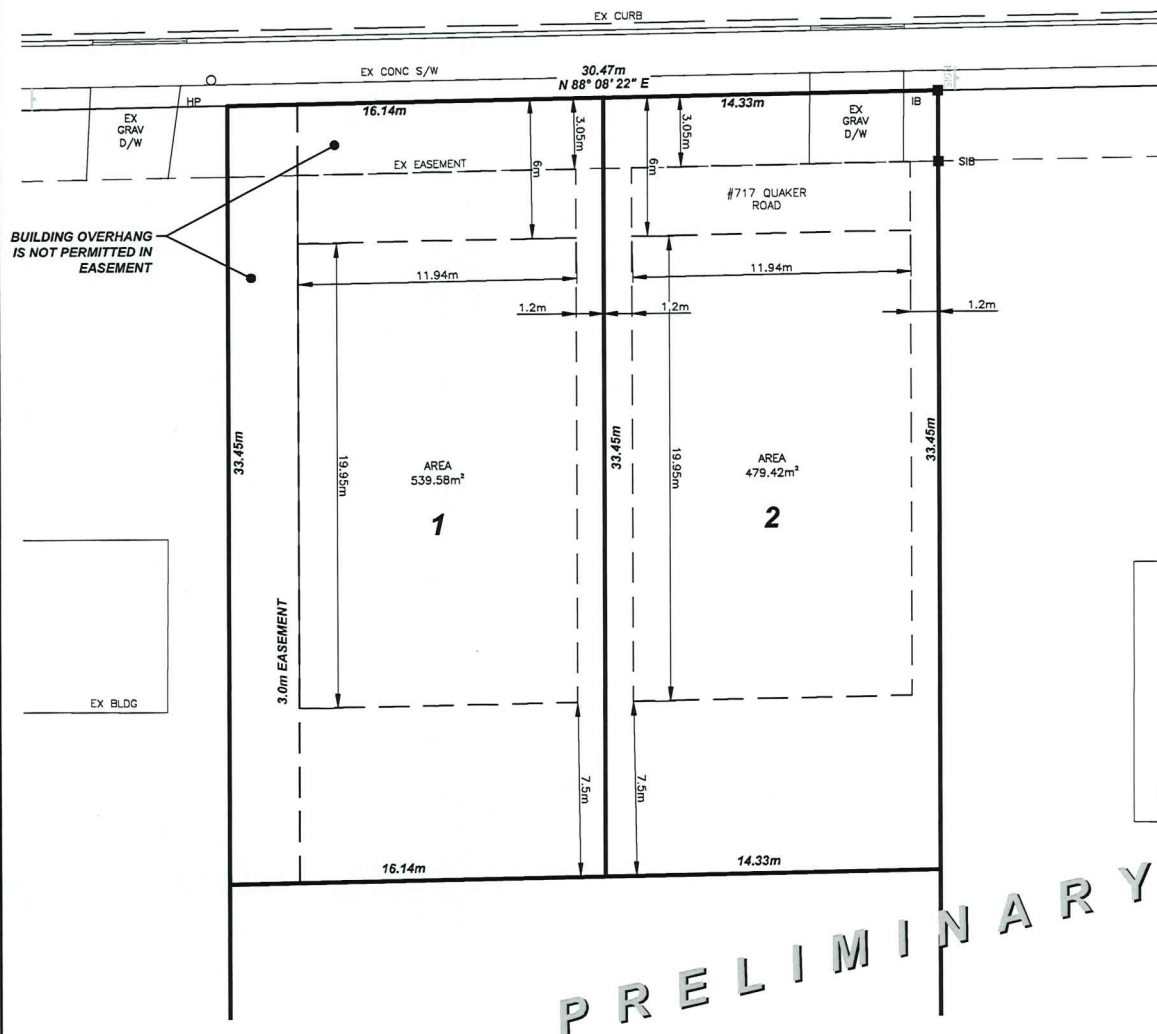 EX CURB
EX CONC S/W
30.47m
N 88° 08' 22" E
HP
16.14m
14.33m
IB
EX
GRAV
D/W
EX
GRAV
D/W
3.05m
3.05m
6m
6m
EX EASEMENT
SIB
#717 QUAKER
ROAD
BUILDING OVERHANG
IS NOT PERMITTED IN
EASEMENT
11.94m
11.94m
1.2m
1.2m
1.2m
33.45m
19.95m
33.45m
19.95m
33.45m
AREA
539.58m²
1
AREA
479.42m²
2
3.0m EASEMENT
EX BLDG
7.5m
7.5m
16.14m
14.33m
PRELIMINARY